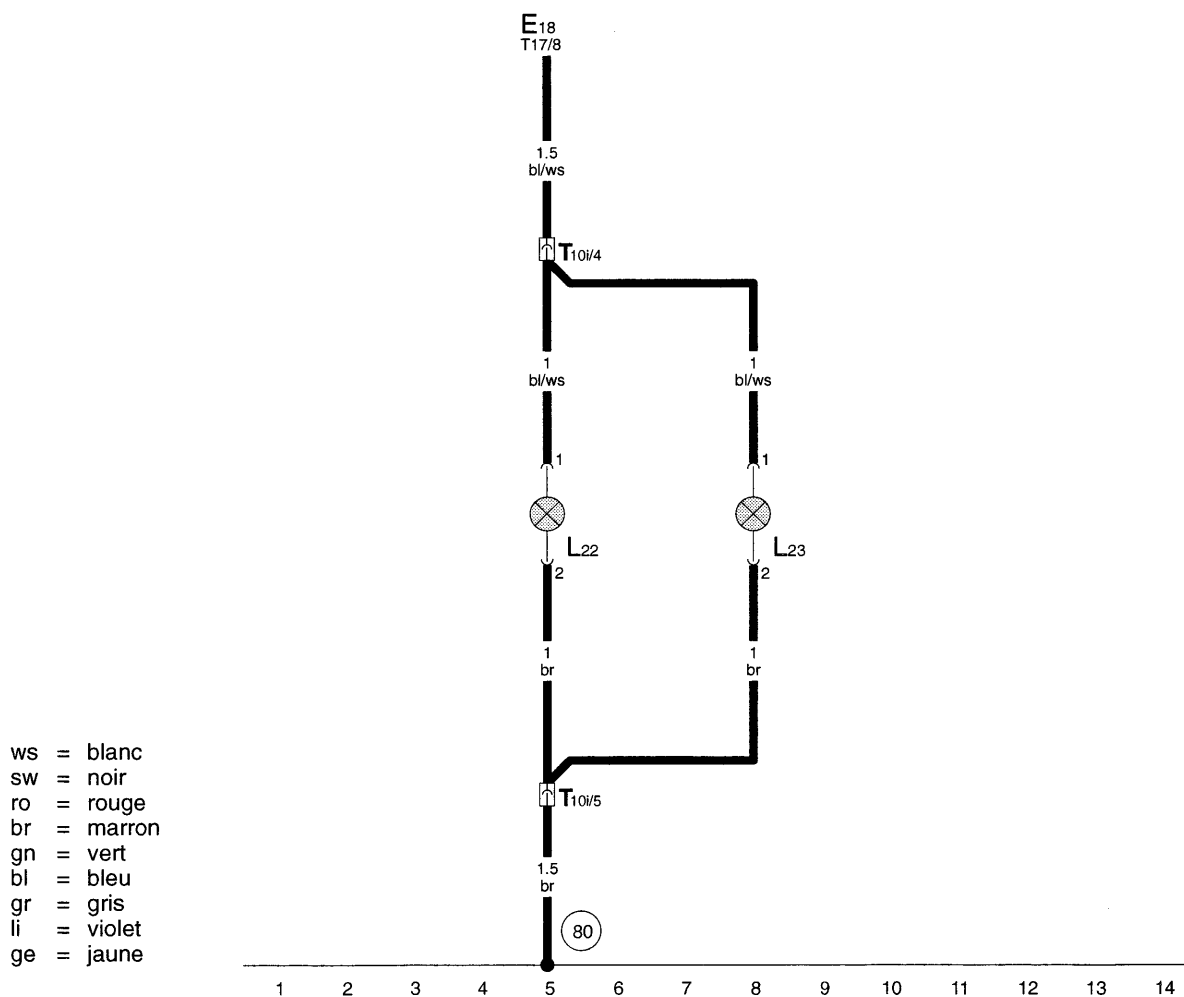 E18
T17/8
1.5
bl/ws
T10i/4
1
bl/ws
1
bl/ws
1
1
L22
L23
2
2
1
br
1
br
T10i/5
1.5
br
80
ws = blanc
sw = noir
ro = rouge
br = marron
gn = vert
bl = bleu
gr = gris
li = violet
ge = jaune
1 2 3 4 5 6 7 8 9 10 11 12 13 14